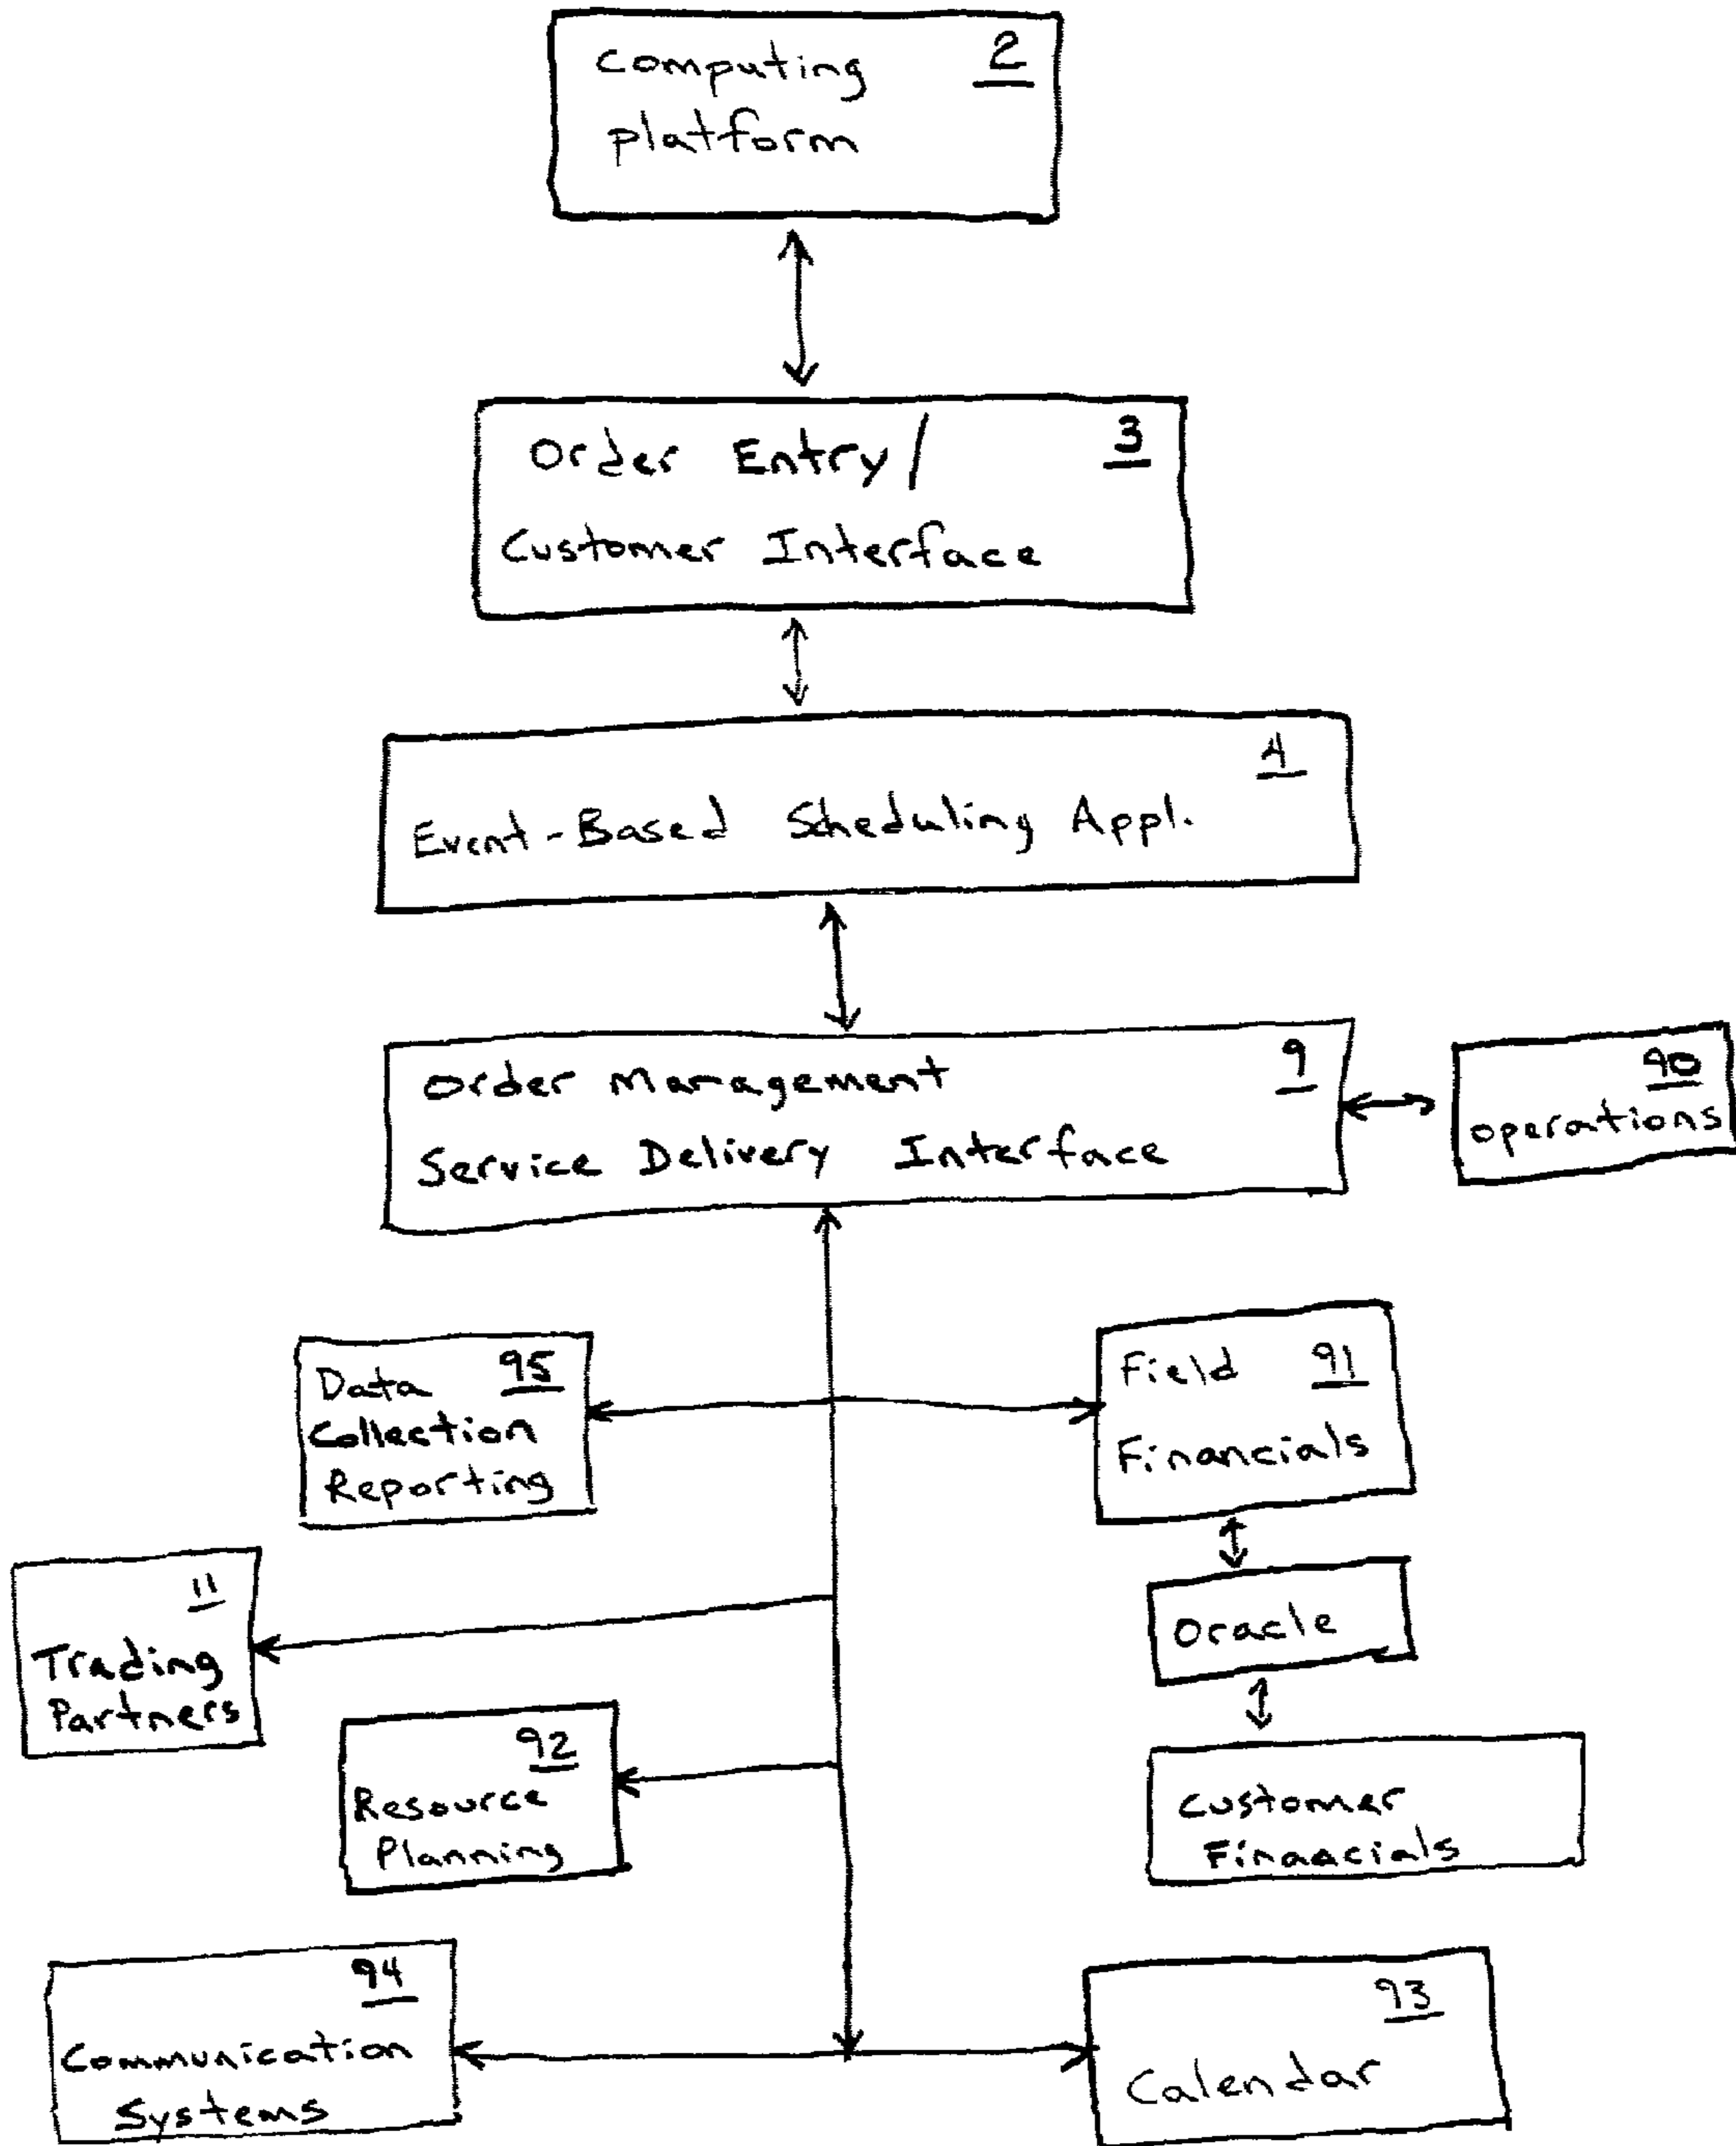 Computing 2
platform
Order Entry/ 3
Customer Interface
4
Event-Based Scheduling Appl.
Order Management 9
Service Delivery Interface
90
operations
Data 95
Collection
Reporting
Field 91
Financials
11
Trading
Partners
Oracle
92
Resource
Planning
Customer
Financials
94
Communication
Systems
93
Calendar